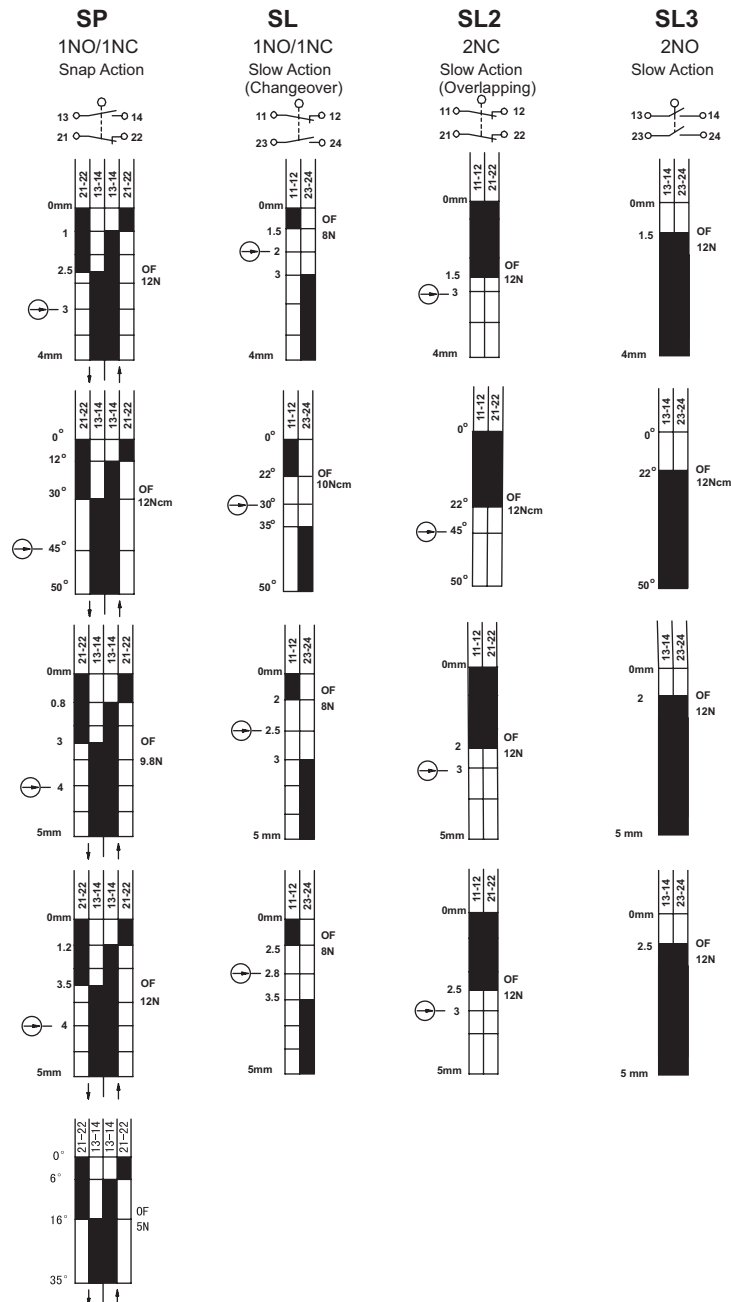 SP
1NO/1NC
Snap Action
13 14
21 22
21-22
13-14
13-14
21-22
0mm
1
2.5
OF
12N
3
4mm
21-22
13-14
13-14
21-22
0°
12°
30°
OF
12Ncm
45°
50°
21-22
13-14
13-14
21-22
0mm
0.8
3
OF
9.8N
4
5mm
21-22
13-14
13-14
21-22
0mm
1.2
3.5
OF
12N
4
5mm
21-22
13-14
13-14
21-22
0°
6°
16°
OF
5N
35°
SL
1NO/1NC
Slow Action
(Changeover)
11 12
23 24
11-12
23-24
0mm
OF
1.5
8N
2
3
4mm
11-12
23-24
0°
22°
OF
10Ncm
30°
35°
50°
11-12
23-24
0mm
OF
2
8N
2.5
3
5 mm
11-12
23-24
0mm
OF
2.5
8N
2.8
3.5
5mm
SL2
2NC
Slow Action
(Overlapping)
11 12
21 22
11-12
21-22
0mm
OF
1.5
12N
3
4mm
11-12
21-22
0°
OF
22°
12Ncm
45°
50°
11-12
21-22
0mm
OF
2
12N
3
5mm
11-12
21-22
0mm
OF
2.5
12N
3
5mm
SL3
2NO
Slow Action
13 14
23 24
13-14
23-24
0mm
1.5
OF
12N
4mm
13-14
23-24
0°
22°
OF
12Ncm
50°
13-14
23-24
0mm
2
OF
12N
5 mm
13-14
23-24
0mm
2.5
OF
12N
5 mm